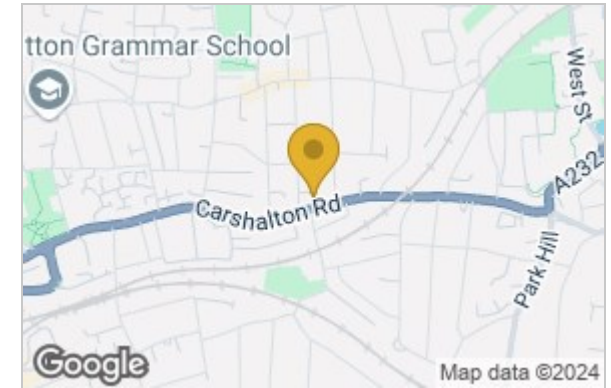 tton Grammar School
West St
A232
Carshalton Rd
Park Hill
Google
Map data ©2024